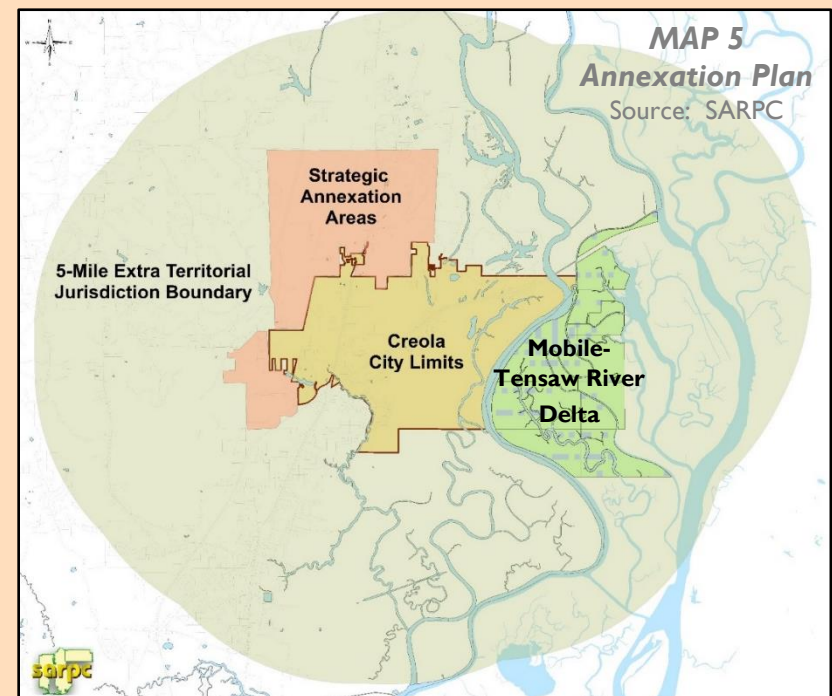 MAP 5
Annexation Plan
Source: SARPC
Strategic
Annexation
Areas
5-Mile Extra Territorial
Jurisdiction Boundary
Creola
City Limits
Mobile-
Tensaw River
Delta
sarpc